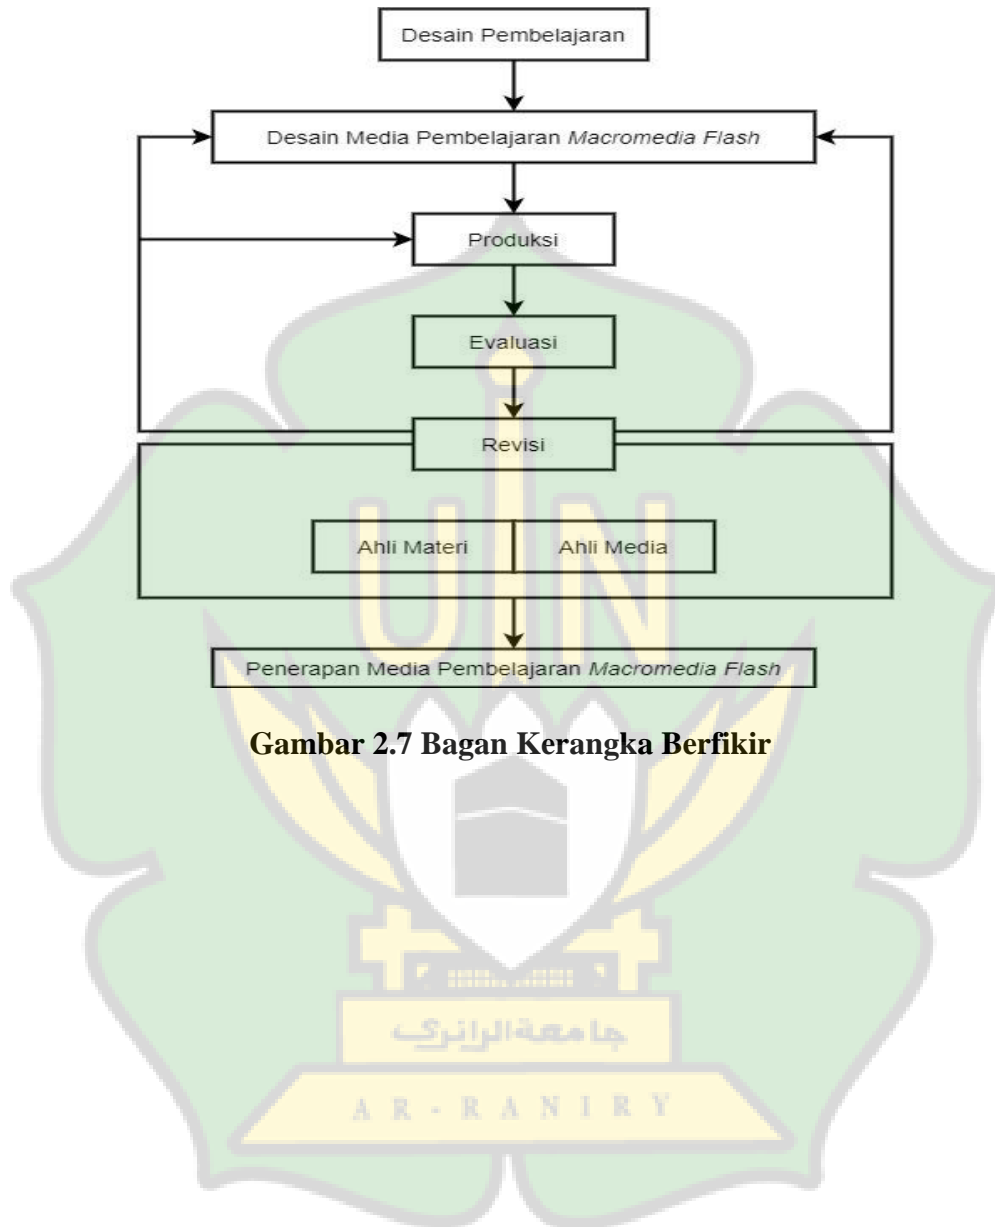 Desain Pembelajaran
Desain Media Pembelajaran Macromedia Flash
Produksi
Evaluasi
Revisi
Ahli Materi
Ahli Media
Penerapan Media Pembelajaran Macromedia Flash
Gambar 2.7 Bagan Kerangka Berfikir
UIN
جامعة الرانري
AR-RANIRY